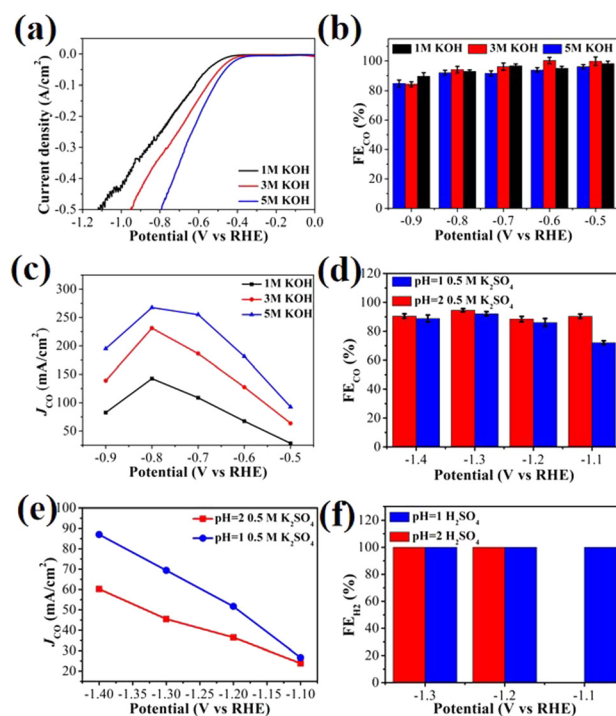 (a)
Current density (A/cm²)
0.0
-0.1
-0.2
-0.3
-0.4
-0.5
1M KOH
3M KOH
5M KOH
-1.2 -1.0 -0.8 -0.6 -0.4 -0.2 0.0
Potential (V vs RHE)
(b)
FE_CO (%)
120
100
80
60
40
20
0
1M KOH 3M KOH 5M KOH
-0.9 -0.8 -0.7 -0.6 -0.5
Potential (V vs RHE)
(c)
J_CO (mA/cm²)
300
250
200
150
100
50
1M KOH
3M KOH
5M KOH
-0.9 -0.8 -0.7 -0.6 -0.5
Potential (V vs RHE)
(d)
FE_CO (%)
120
100
80
60
40
20
0
pH=1 0.5 M K₂SO₄
pH=2 0.5 M K₂SO₄
-1.4 -1.3 -1.2 -1.1
Potential (V vs RHE)
(e)
J_CO (mA/cm²)
100
90
80
70
60
50
40
30
20
pH=2 0.5 M K₂SO₄
pH=1 0.5 M K₂SO₄
-1.40 -1.35 -1.30 -1.25 -1.20 -1.15 -1.10
Potential (V vs RHE)
(f)
FE_H2 (%)
120
100
80
60
40
20
0
pH=1 H₂SO₄
pH=2 H₂SO₄
-1.3 -1.2 -1.1
Potential (V vs RHE)